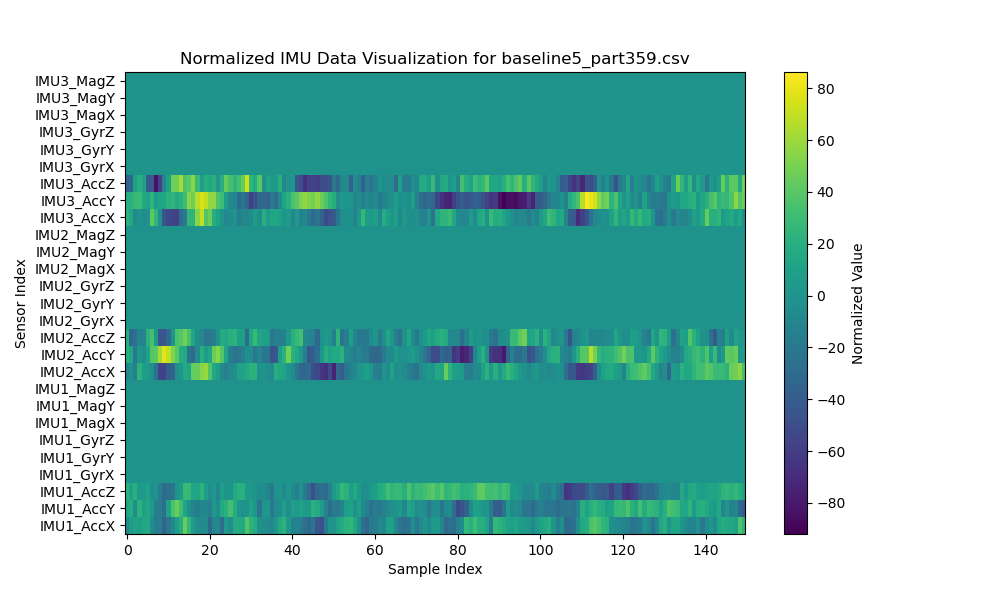 Normalized IMU Data Visualization for baseline5_part359.csv
IMU3_MagZ
IMU3_MagY
IMU3_MagX
IMU3_GyrZ
IMU3_GyrY
IMU3_GyrX
IMU3_AccZ
IMU3_AccY
IMU3_AccX
IMU2_MagZ
IMU2_MagY
IMU2_MagX
IMU2_GyrZ
IMU2_GyrY
IMU2_GyrX
IMU2_AccZ
IMU2_AccY
IMU2_AccX
IMU1_MagZ
IMU1_MagY
IMU1_MagX
IMU1_GyrZ
IMU1_GyrY
IMU1_GyrX
IMU1_AccZ
IMU1_AccY
IMU1_AccX
Sensor Index
0 20 40 60 80 100 120 140
Sample Index
80
60
40
20
0
−20
−40
−60
−80
Normalized Value